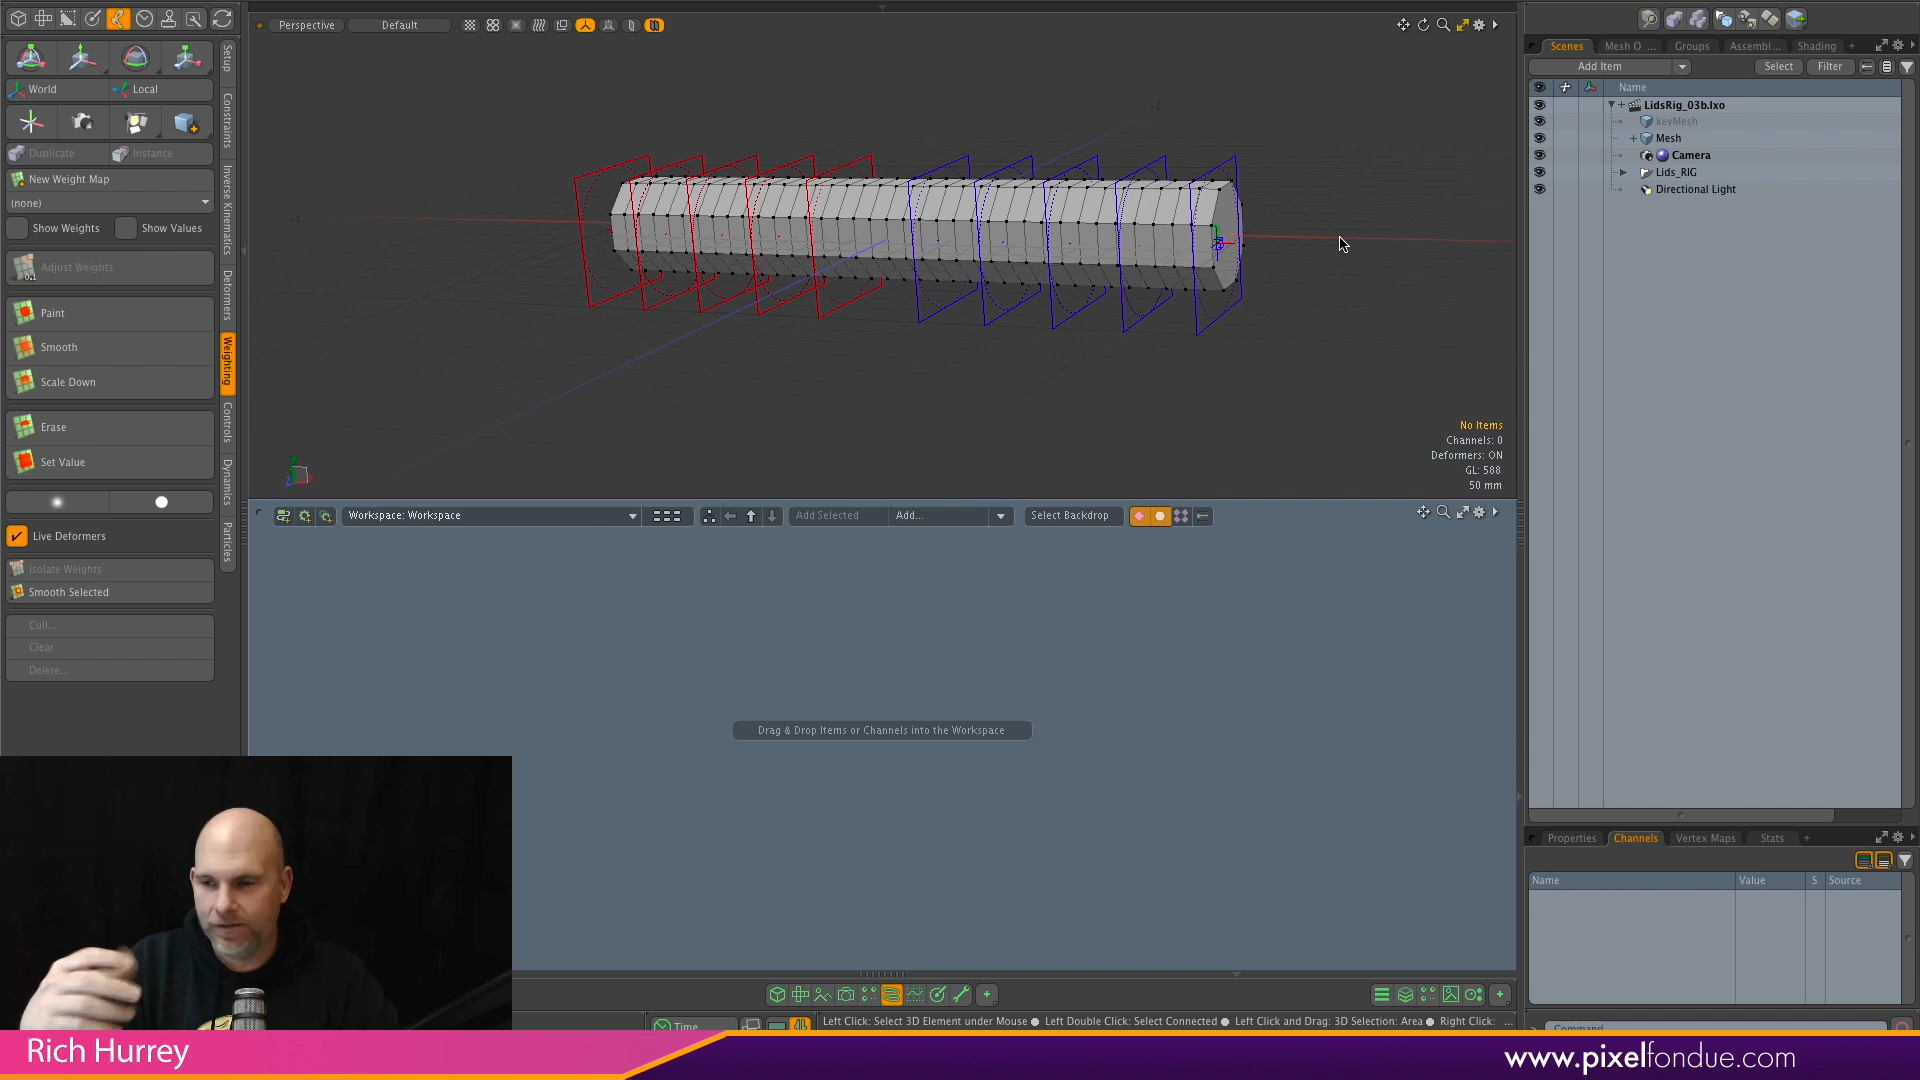 Perspective
Default
World
Local
Duplicate
Instance
New Weight Map
(none)
Show Weights
Show Values
0.1
Adjust Weights
Paint
Smooth
Scale Down
Erase
Set Value
Live Deformers
Isolate Weights
Smooth Selected
Cull...
Clear
Delete...
Setup
Constraints
Inverse Kinematics
Deformers
Weighting
Controls
Dynamics
Particles
-X
-Z
No Items
Channels: 0
Deformers: ON
GL: 588
50 mm
Workspace: Workspace
Add Selected
Add...
Select Backdrop
Drag & Drop Items or Channels into the Workspace
Scenes
Mesh O ...
Groups
Assembl...
Shading
+
Add Item
Select
Filter
Name
LidsRig_03b.lxo
keyMesh
Mesh
Camera
Lids_RIG
Directional Light
Properties
Channels
Vertex Maps
Stats
+
Name
Value
S
Source
Time
Left Click: Select 3D Element under Mouse ● Left Double Click: Select Connected ● Left Click and Drag: 3D Selection: Area ● Right Click: ...
Command
Rich Hurrey
www.pixelfondue.com